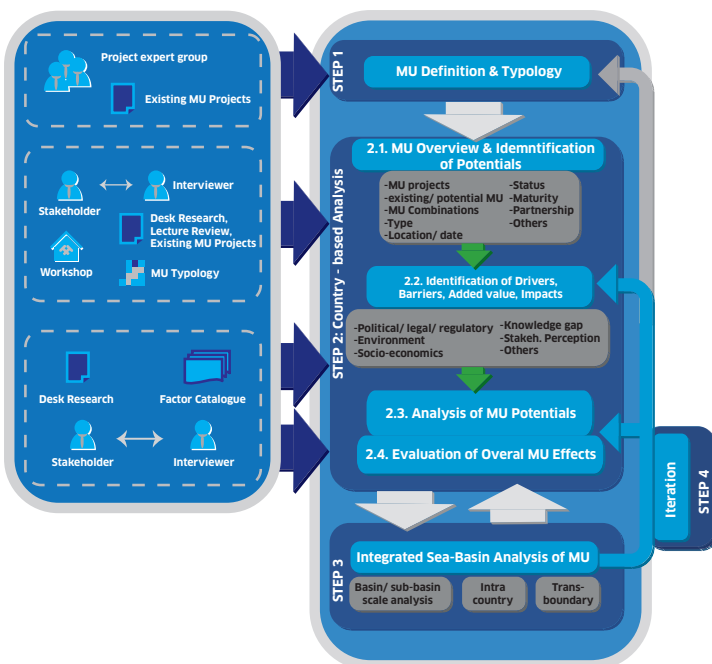 Project expert group
Existing MU Projects
Stakeholder
Interviewer
Desk Research,
Lecture Review,
Existing MU Projects
Workshop
MU Typology
Desk Research
Factor Catalogue
Stakeholder
Interviewer
STEP 1
MU Definition & Typology
STEP 2: Country - based Analysis
2.1. MU Overview & Idemntification
of Potentials
-MU projects
-existing/ potential MU
-MU Combinations
-Type
-Location/ date
-Status
-Maturity
-Partnership
-Others
2.2. Identification of Drivers,
Barriers, Added value, Impacts
-Political/ legal/ regulatory
-Environment
-Socio-economics
-Knowledge gap
-Stakeh. Perception
-Others
2.3. Analysis of MU Potentials
2.4. Evaluation of Overal MU Effects
STEP 3
Integrated Sea-Basin Analysis of MU
Basin/ sub-basin
scale analysis
Intra
country
Trans-
boundary
Iteration
STEP 4